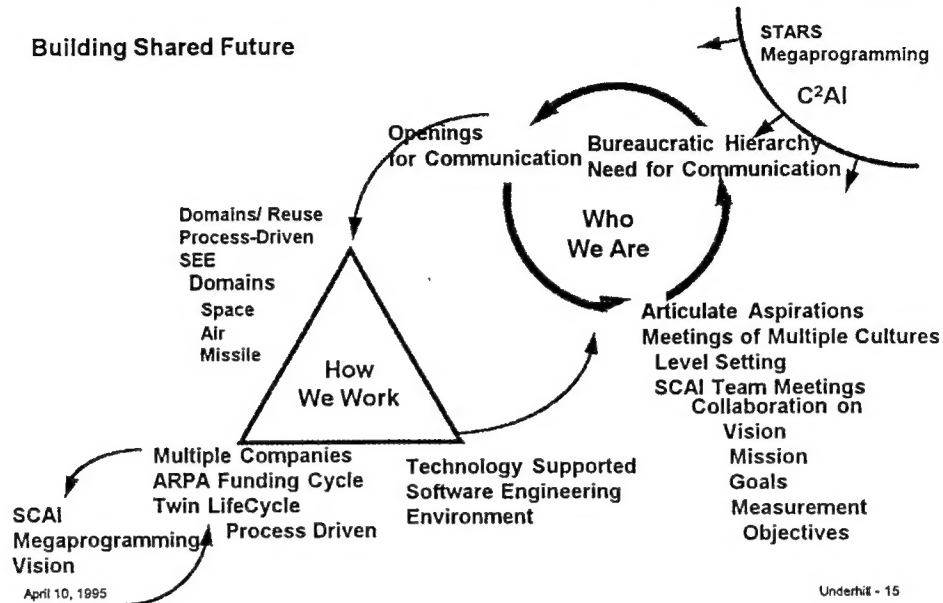 Building Shared Future
STARS
Megaprogramming
C²AI
Openings
for Communication
Bureaucratic Hierarchy
Need for Communication
Who
We Are
Domains/ Reuse
Process-Driven
SEE
Domains
Space
Air
Missile
How
We Work
Articulate Aspirations
Meetings of Multiple Cultures
Level Setting
SCAI Team Meetings
Collaboration on
Vision
Mission
Goals
Measurement
Objectives
Multiple Companies
ARPA Funding Cycle
Twin LifeCycle
Process Driven
Technology Supported
Software Engineering
Environment
SCAI
Megaprogramming
Vision
April 10, 1995
Underhill - 15